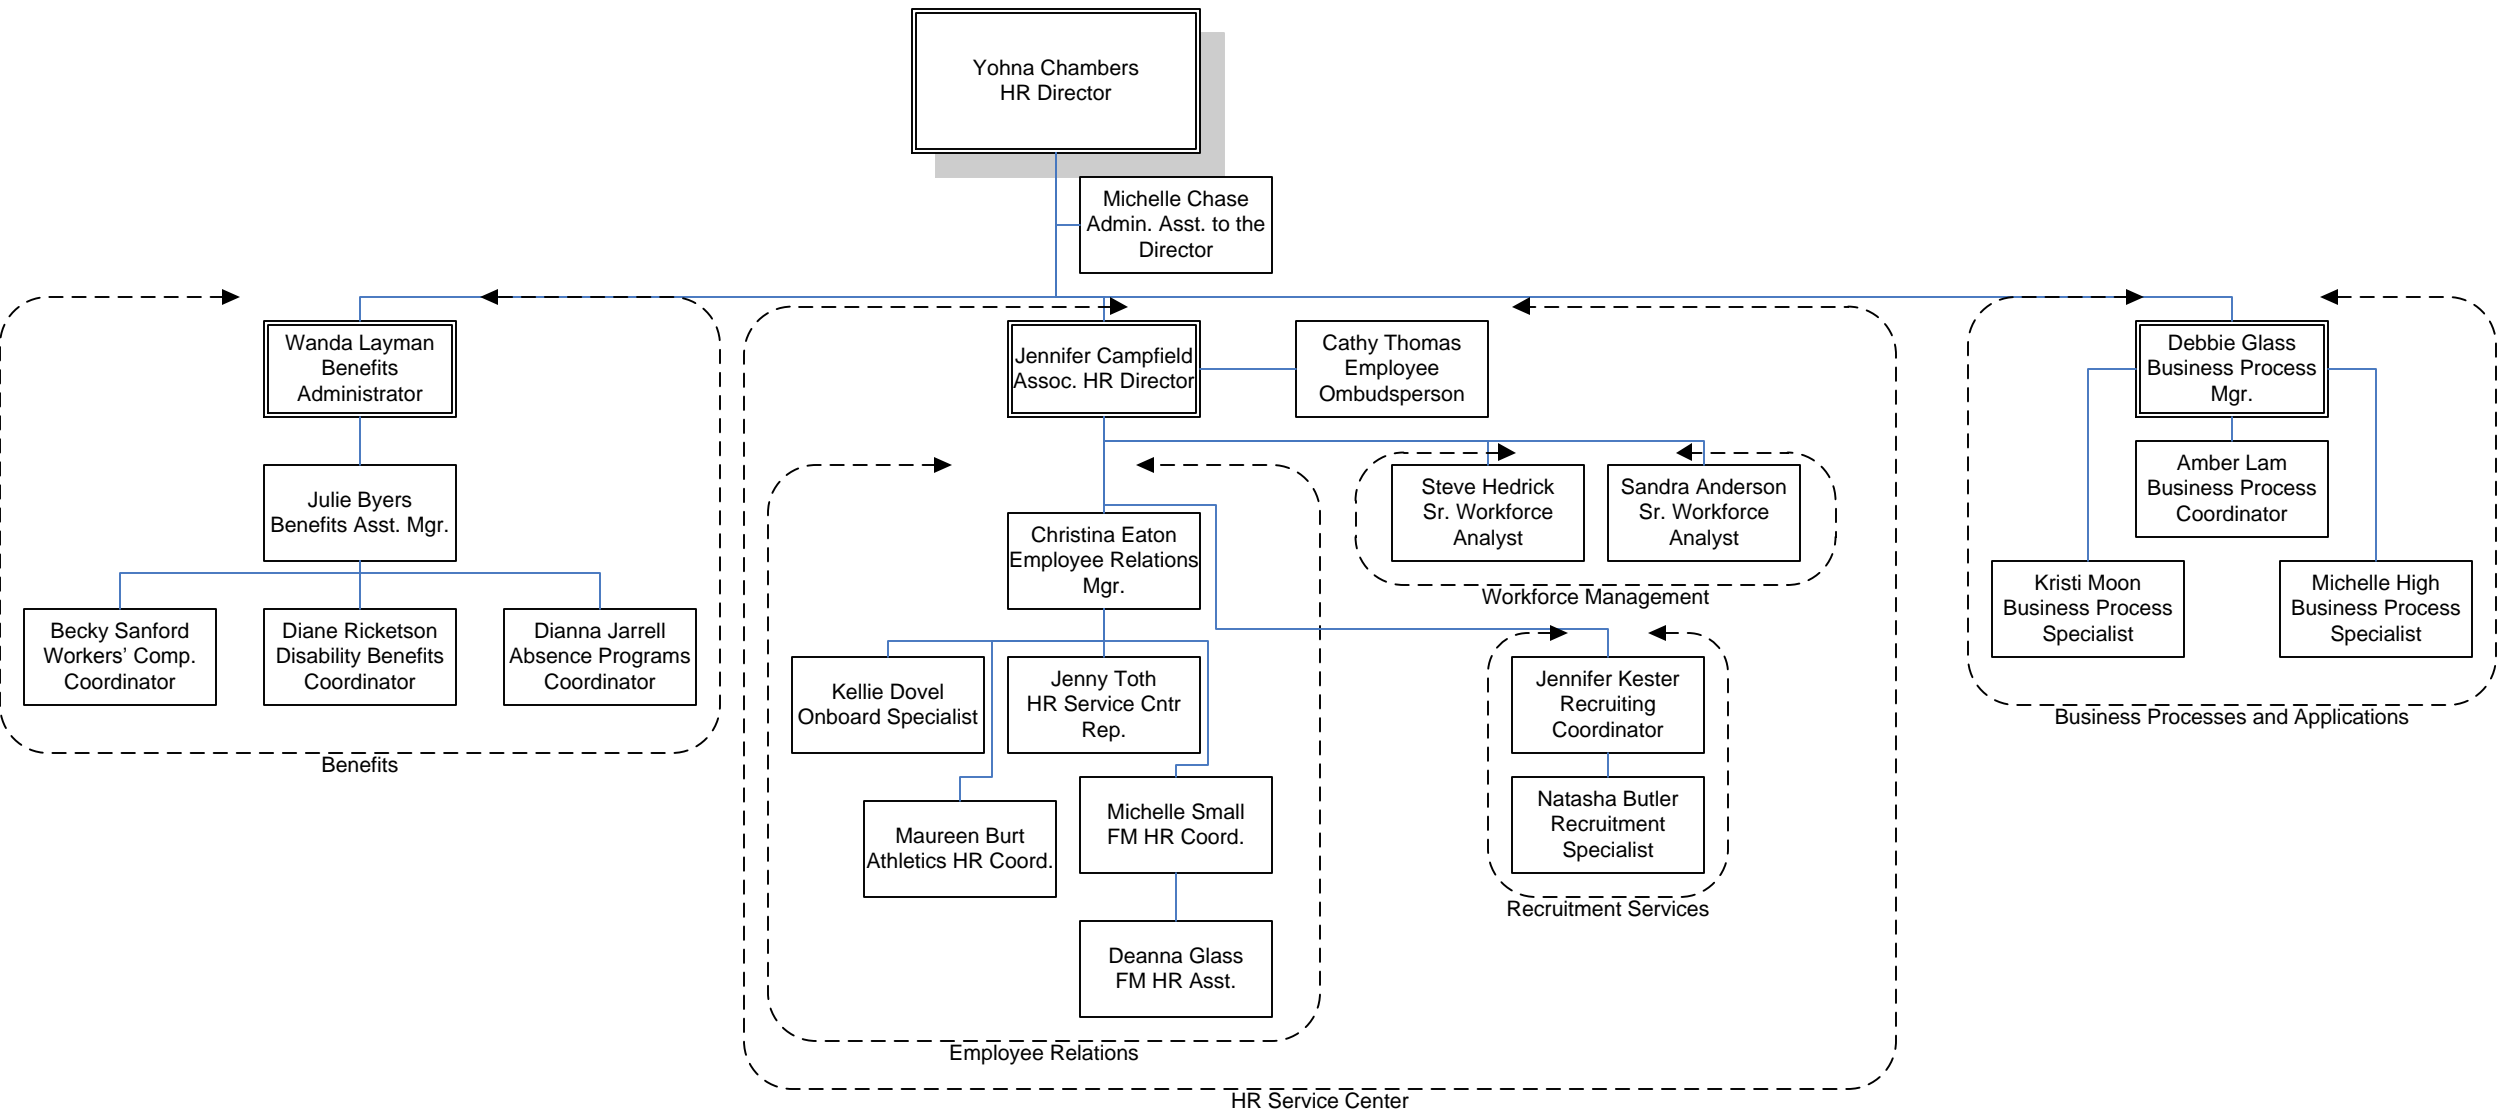 Yohna Chambers
HR Director
Michelle Chase
Admin. Asst. to the
Director
Wanda Layman
Benefits
Administrator
Julie Byers
Benefits Asst. Mgr.
Becky Sanford
Workers’ Comp.
Coordinator
Diane Ricketson
Disability Benefits
Coordinator
Dianna Jarrell
Absence Programs
Coordinator
Benefits
Jennifer Campfield
Assoc. HR Director
Cathy Thomas
Employee
Ombudsperson
Christina Eaton
Employee Relations
Mgr.
Kellie Dovel
Onboard Specialist
Jenny Toth
HR Service Cntr
Rep.
Maureen Burt
Athletics HR Coord.
Michelle Small
FM HR Coord.
Deanna Glass
FM HR Asst.
Employee Relations
Steve Hedrick
Sr. Workforce
Analyst
Sandra Anderson
Sr. Workforce
Analyst
Workforce Management
Jennifer Kester
Recruiting
Coordinator
Natasha Butler
Recruitment
Specialist
Recruitment Services
HR Service Center
Debbie Glass
Business Process
Mgr.
Amber Lam
Business Process
Coordinator
Kristi Moon
Business Process
Specialist
Michelle High
Business Process
Specialist
Business Processes and Applications